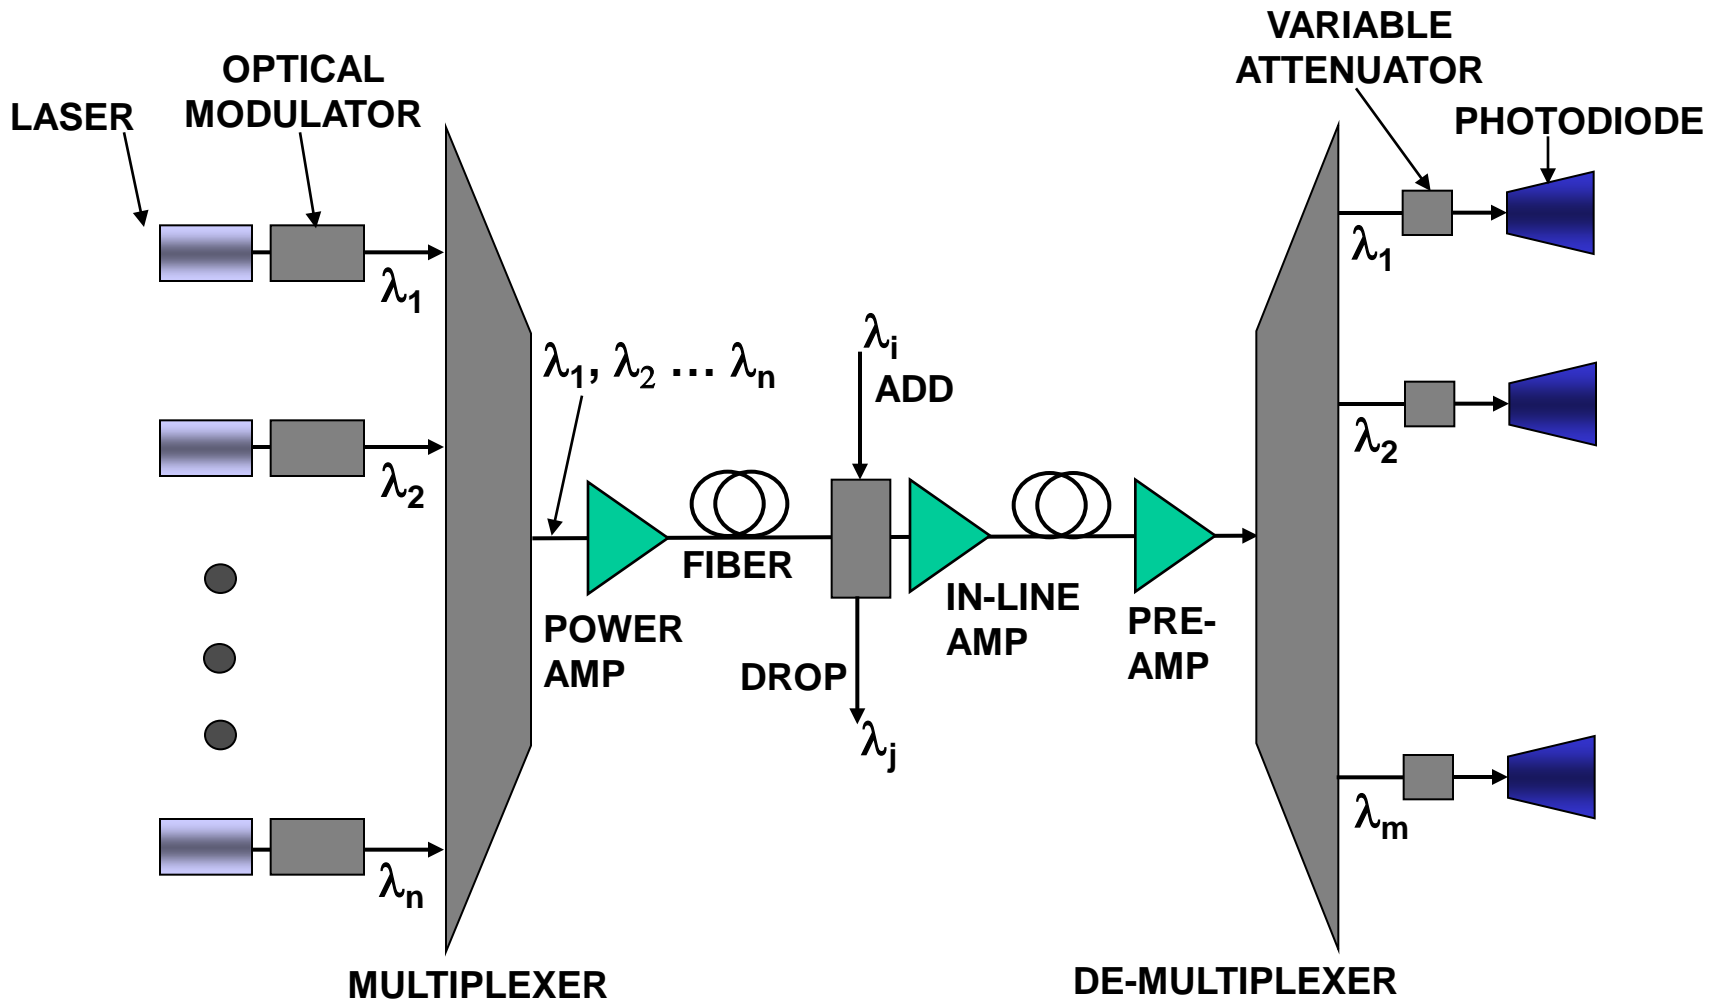 VARIABLE
ATTENUATOR
OPTICAL
MODULATOR
LASER
PHOTODIODE
λ1
λ1
λ1, λ2 ... λn
λi
ADD
λ2
λ2
FIBER
IN-LINE
AMP
PRE-
AMP
POWER
AMP
DROP
λj
λm
λn
MULTIPLEXER
DE-MULTIPLEXER